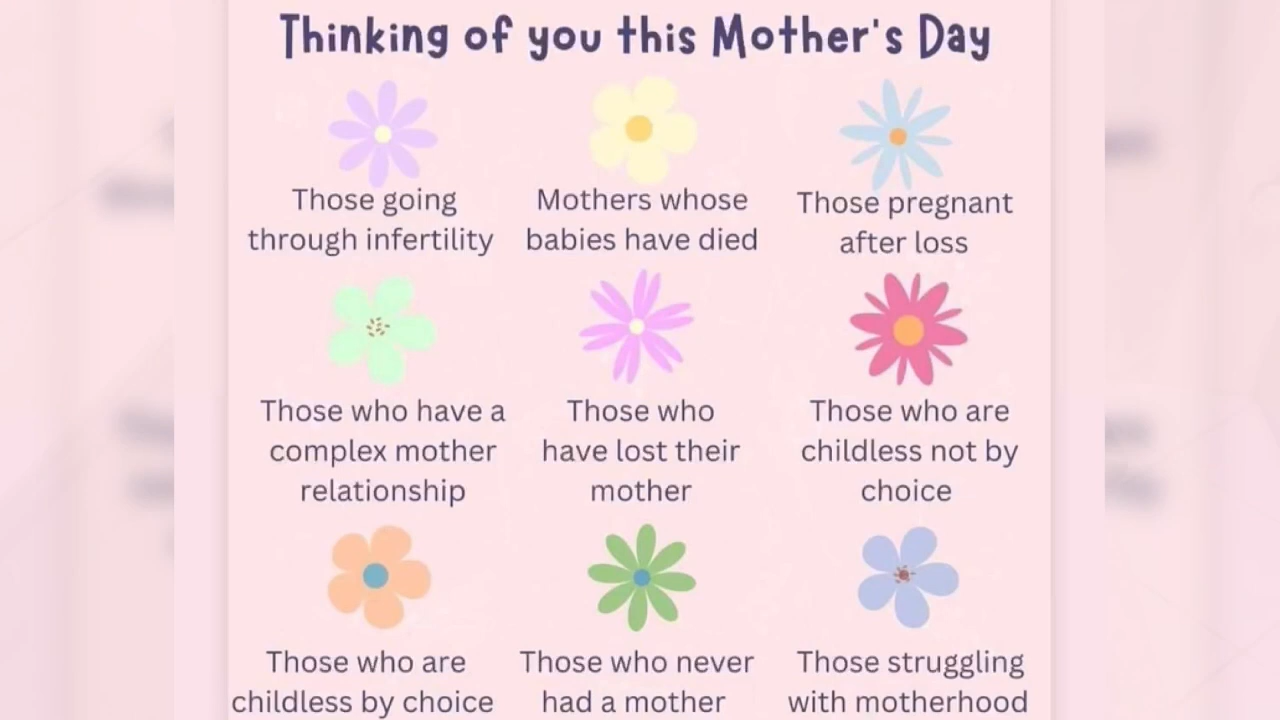 Thinking of you this Mother's Day
Those going
through infertility
Mothers whose
babies have died
Those pregnant
after loss
Those who have a
complex mother
relationship
Those who
have lost their
mother
Those who are
childless not by
choice
Those who are
childless by choice
Those who never
had a mother
Those struggling
with motherhood